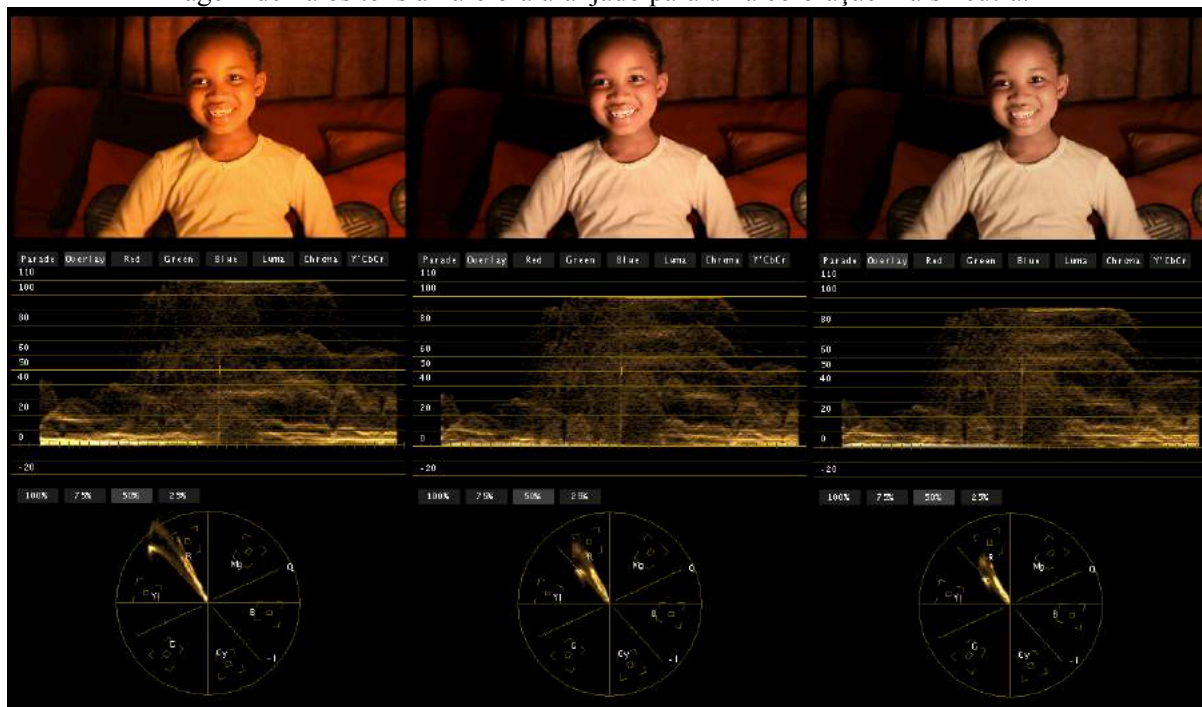 Parade Overlay Red Green Blue Luma Chroma Y'CbCr
110
100
80
60
50
40
20
0
-20
100% 75% 50% 25%
R
Mg
Q
Yl
B
G
Cy
-I
Parade Overlay Red Green Blue Luma Chroma Y'CbCr
110
100
80
60
50
40
20
0
-20
100% 75% 50% 25%
R
Mg
Q
Yl
B
G
Cy
-I
Parade Overlay Red Green Blue Luma Chroma Y'CbCr
110
100
80
60
50
40
20
0
-20
100% 75% 50% 25%
R
Mg
Q
Yl
B
G
Cy
-I